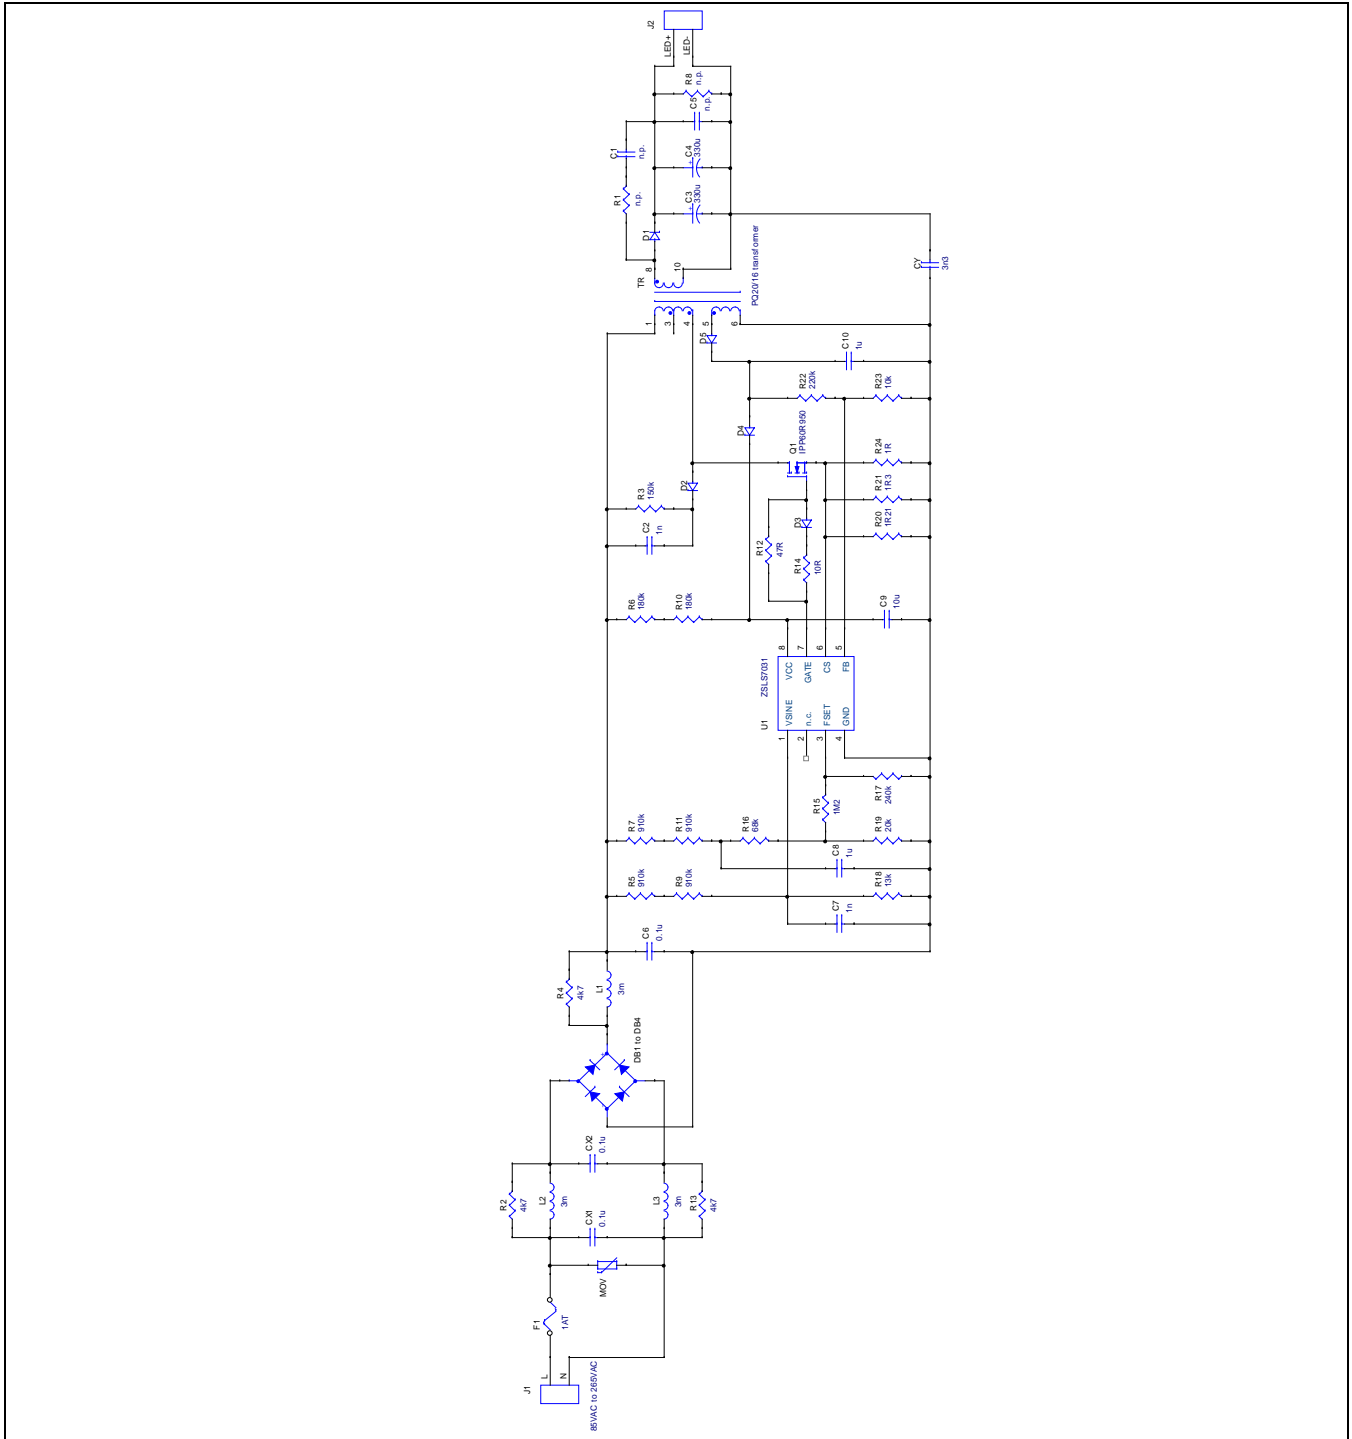 J2
LED+
LED-
R8
n.p.
C5
n.p.
C1
n.p.
C4
330u
+
R1
n.p.
C3
330u
+
D1
8
10
TR
PQ20/16 transformer
CY
3n3
1
3
4
5
6
D5
C10
1u
R22
220k
R23
10k
D4
Q1
IPP60R950
R24
1R
D2
R3
150k
R21
1R3
C2
1n
D3
R20
1R21
R12
47R
R14
10R
R6
180k
R10
180k
C9
10u
8
7
6
5
VCC
GATE
CS
FB
ZSLS7031
U1
VSINE
n.c.
FSET
GND
1
2
3
4
R17
240k
R15
1M2
R7
910k
R11
910k
R16
68k
R19
20k
C8
1u
R5
910k
R9
910k
R18
13k
C7
1n
C6
0.1u
R4
4k7
L1
3m
DB1 to DB4
+
CX2
0.1u
R2
4k7
L2
3m
L3
3m
R13
4k7
CX1
0.1u
MOV
F1
1AT
L
N
J1
85VAC to 265VAC